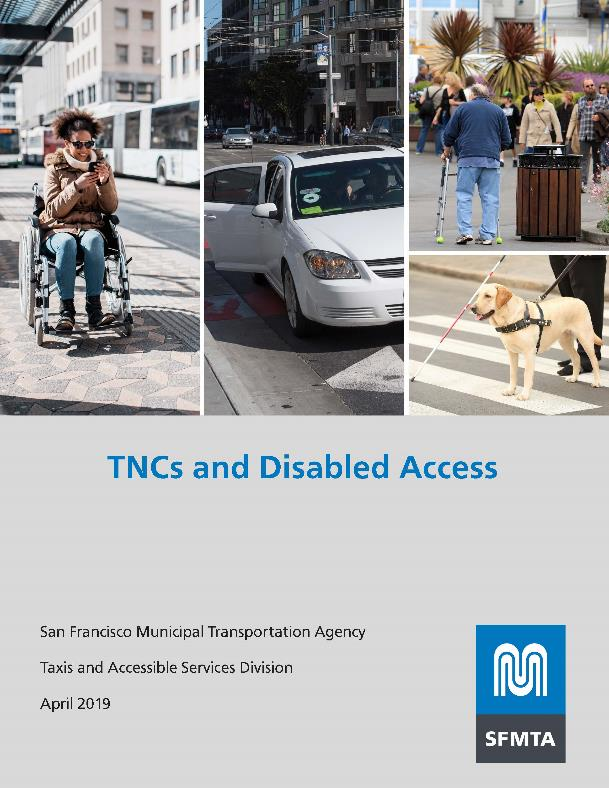 TNCs and Disabled Access
San Francisco Municipal Transportation Agency
Taxis and Accessible Services Division
April 2019
SFMTA